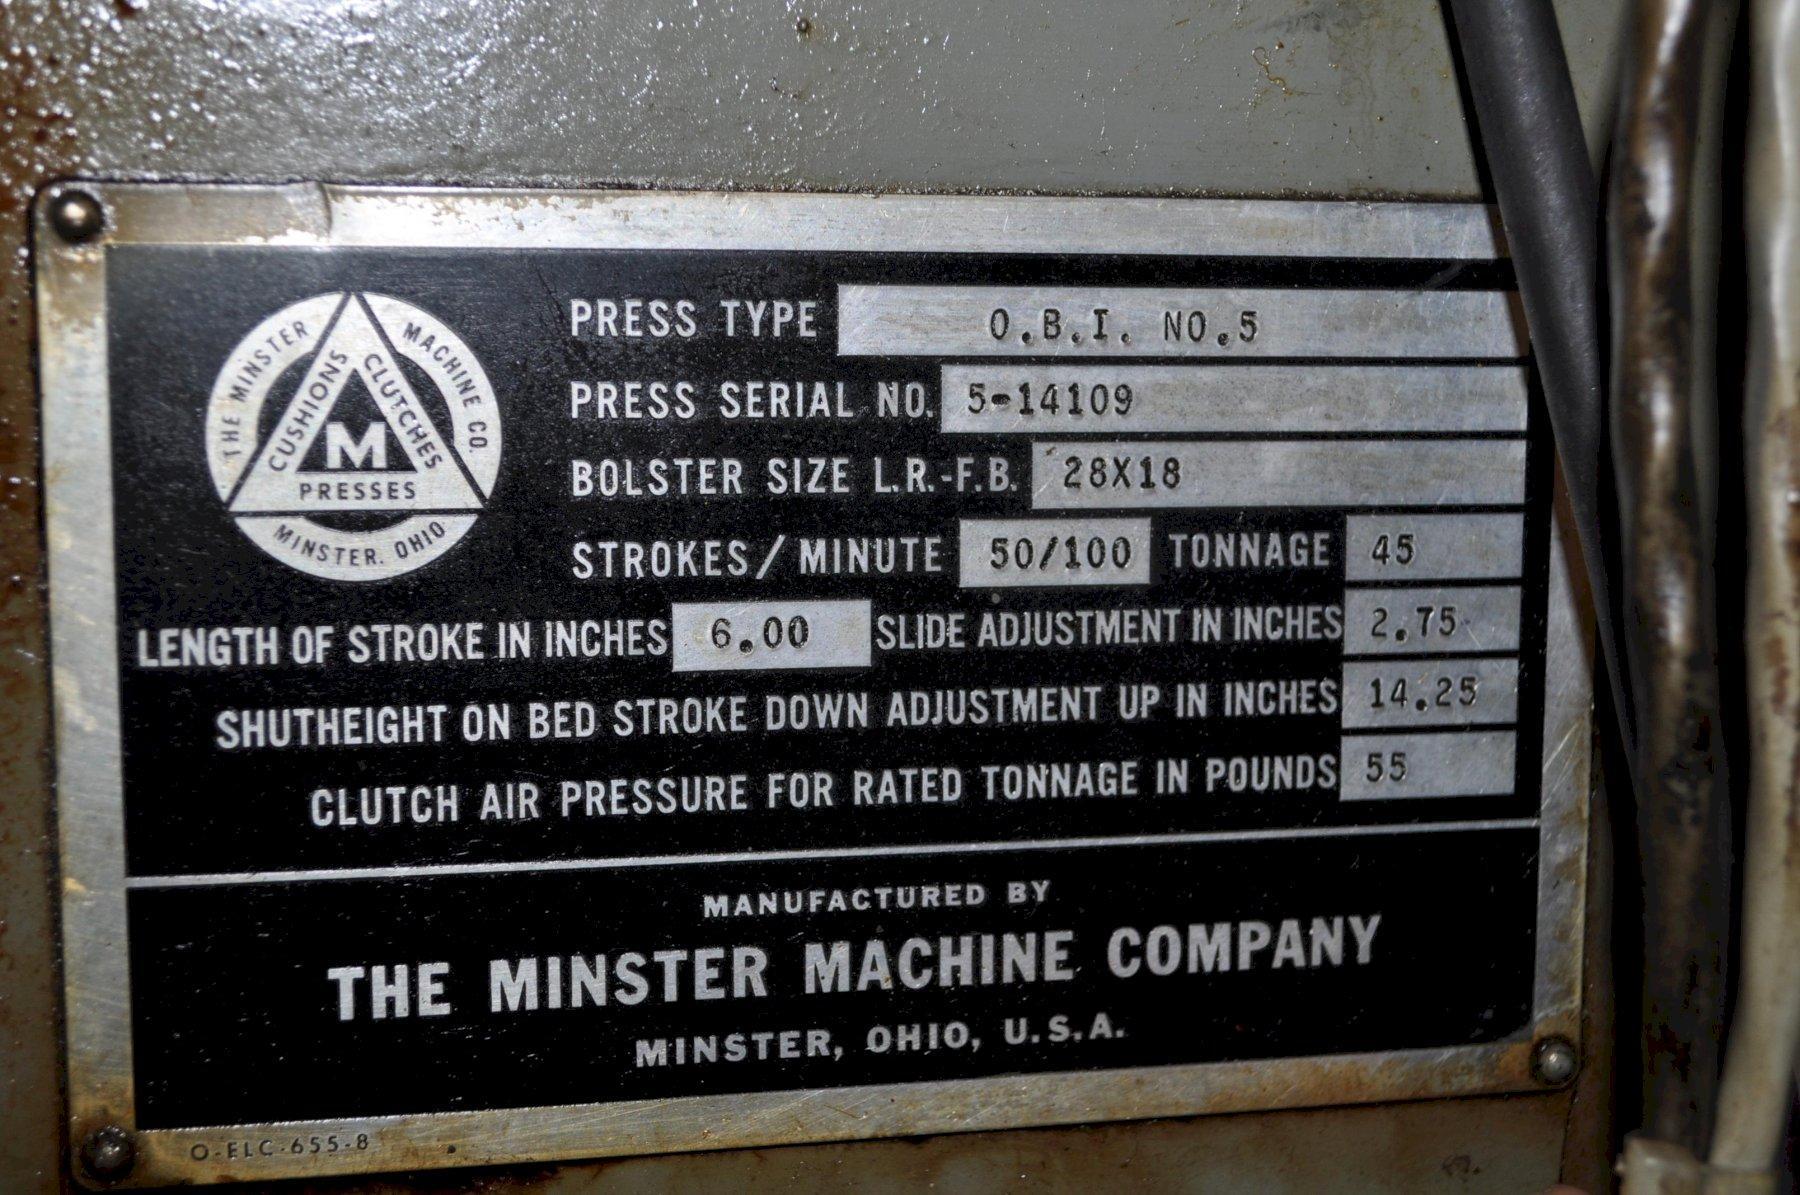 THE MINSTER MACHINE CO.
CUSHIONS CLUTCHES
M
PRESSES
MINSTER, OHIO
PRESS TYPE O.B.I. NO.5
PRESS SERIAL NO. 5-14109
BOLSTER SIZE L.R.-F.B. 28X18
STROKES/MINUTE 50/100 TONNAGE 45
LENGTH OF STROKE IN INCHES 6.00 SLIDE ADJUSTMENT IN INCHES 2.75
SHUTHEIGHT ON BED STROKE DOWN ADJUSTMENT UP IN INCHES 14.25
CLUTCH AIR PRESSURE FOR RATED TONNAGE IN POUNDS 55
MANUFACTURED BY
THE MINSTER MACHINE COMPANY
MINSTER, OHIO, U.S.A.
O-ELC-655-8